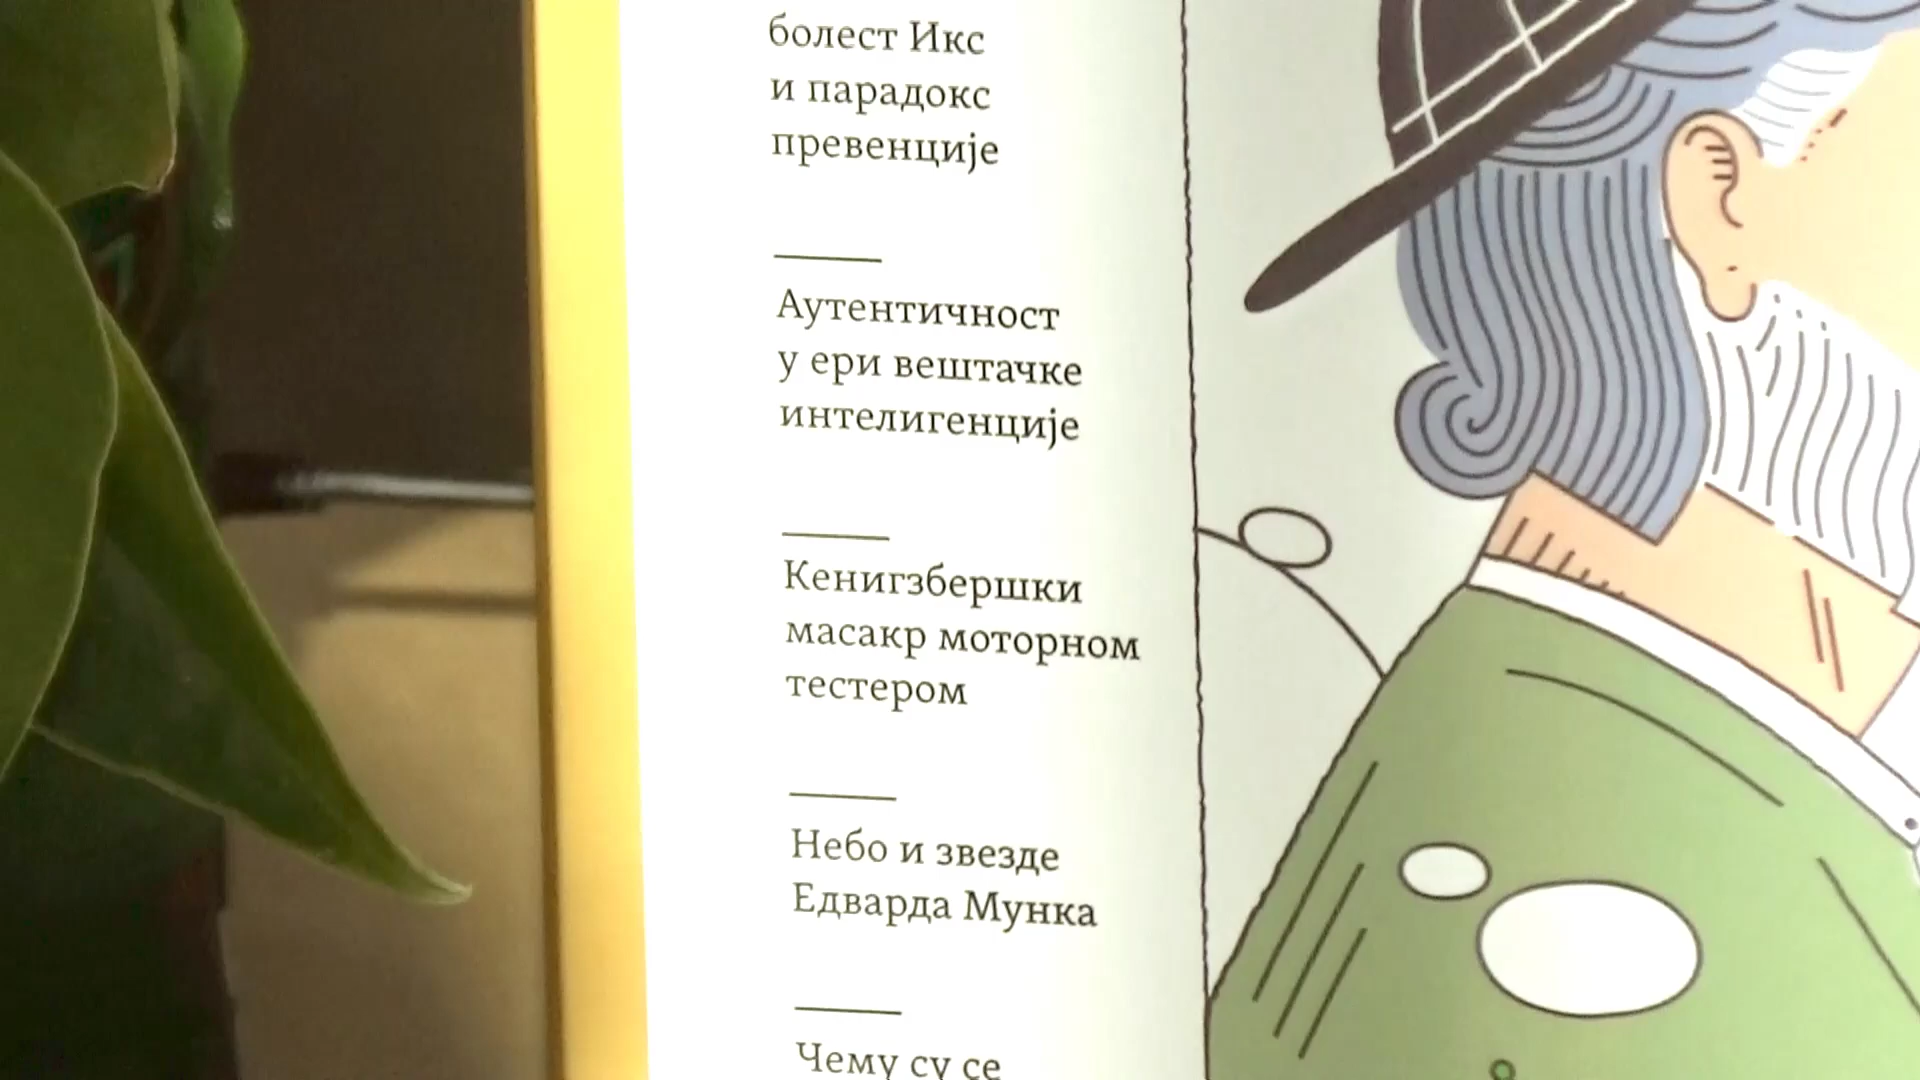 болест Икс
и парадокс
превенције
Аутентичност
у ери вештачке
интелигенције
Кенигзбершки
масакр моторном
тестером
Небо и звезде
Едварда Мунка
Чему су се